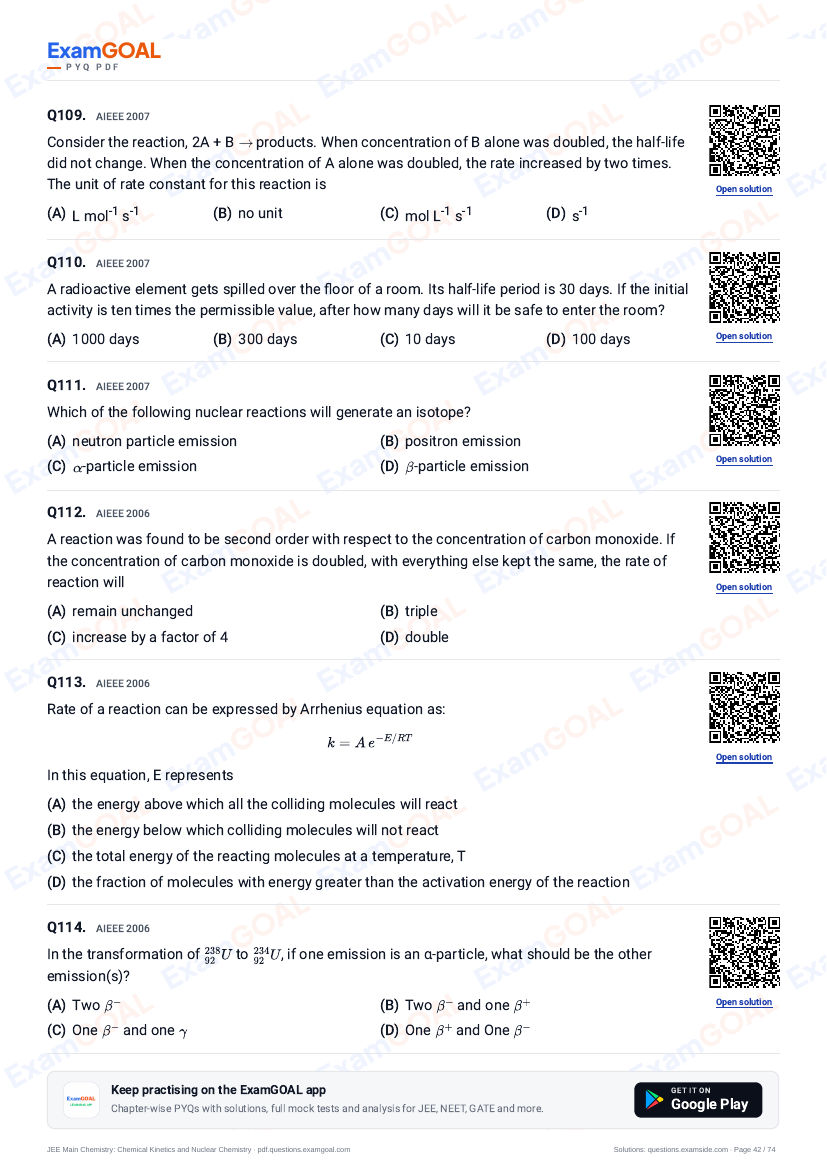 ExamGOAL
PYQ PDF
Q109. AIEEE 2007
Consider the reaction, 2A + B → products. When concentration of B alone was doubled, the half-life
did not change. When the concentration of A alone was doubled, the rate increased by two times.
The unit of rate constant for this reaction is
(A) L mol⁻¹ s⁻¹ (B) no unit (C) mol L⁻¹ s⁻¹ (D) s⁻¹
Open solution
Q110. AIEEE 2007
A radioactive element gets spilled over the floor of a room. Its half-life period is 30 days. If the initial
activity is ten times the permissible value, after how many days will it be safe to enter the room?
(A) 1000 days (B) 300 days (C) 10 days (D) 100 days
Open solution
Q111. AIEEE 2007
Which of the following nuclear reactions will generate an isotope?
(A) neutron particle emission (B) positron emission
(C) α-particle emission (D) β-particle emission
Open solution
Q112. AIEEE 2006
A reaction was found to be second order with respect to the concentration of carbon monoxide. If
the concentration of carbon monoxide is doubled, with everything else kept the same, the rate of
reaction will
(A) remain unchanged (B) triple
(C) increase by a factor of 4 (D) double
Open solution
Q113. AIEEE 2006
Rate of a reaction can be expressed by Arrhenius equation as:
k = A e^{−E/RT}
In this equation, E represents
(A) the energy above which all the colliding molecules will react
(B) the energy below which colliding molecules will not react
(C) the total energy of the reacting molecules at a temperature, T
(D) the fraction of molecules with energy greater than the activation energy of the reaction
Open solution
Q114. AIEEE 2006
In the transformation of ²³⁸₉₂U to ²³⁴₉₂U, if one emission is an α-particle, what should be the other
emission(s)?
(A) Two β⁻ (B) Two β⁻ and one β⁺
(C) One β⁻ and one γ (D) One β⁺ and One β⁻
Open solution
Keep practising on the ExamGOAL app
Chapter-wise PYQs with solutions, full mock tests and analysis for JEE, NEET, GATE and more.
GET IT ON
Google Play
JEE Main Chemistry: Chemical Kinetics and Nuclear Chemistry · pdf.questions.examgoal.com
Solutions: questions.examside.com · Page 42 / 74